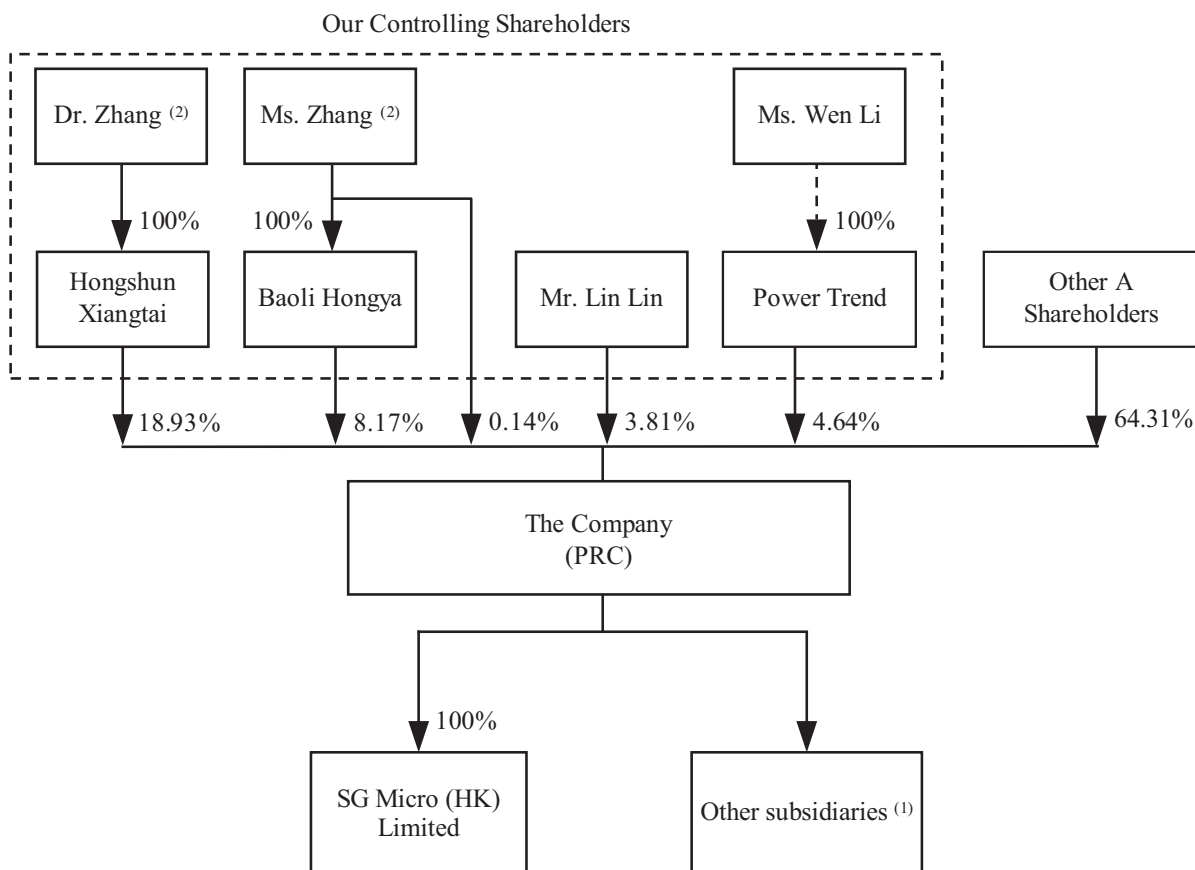 Our Controlling Shareholders
Dr. Zhang (2)
Ms. Zhang (2)
Ms. Wen Li
100%
100%
100%
Hongshun
Xiangtai
Baoli Hongya
Mr. Lin Lin
Power Trend
Other A
Shareholders
18.93%
8.17%
0.14%
3.81%
4.64%
64.31%
The Company
(PRC)
100%
SG Micro (HK)
Limited
Other subsidiaries (1)